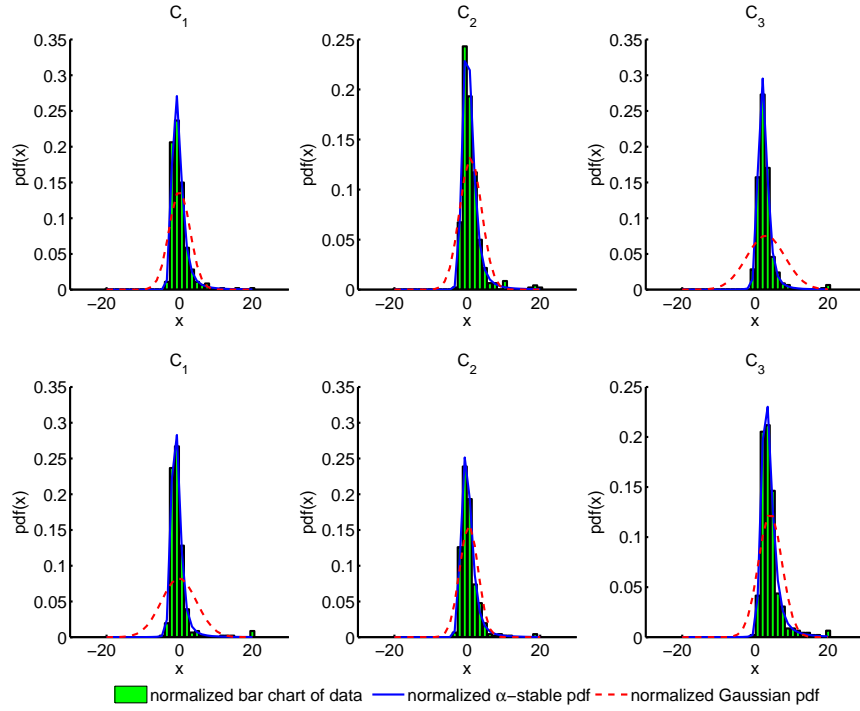 C1 C2 C3
0.35 0.25 0.35
0.3 0.2 0.3
0.25 0.25
0.2 0.15 0.2
0.15 0.1 0.15
0.1 0.1
0.05 0.05 0.05
0 0 0
pdf(x) pdf(x) pdf(x)
−20 0 20 −20 0 20 −20 0 20
x x x
C1 C2 C3
0.35 0.35 0.25
0.3 0.3 0.2
0.25 0.25
0.2 0.2 0.15
0.15 0.15 0.1
0.1 0.1
0.05 0.05 0.05
0 0 0
pdf(x) pdf(x) pdf(x)
−20 0 20 −20 0 20 −20 0 20
x x x
normalized bar chart of data normalized α−stable pdf normalized Gaussian pdf